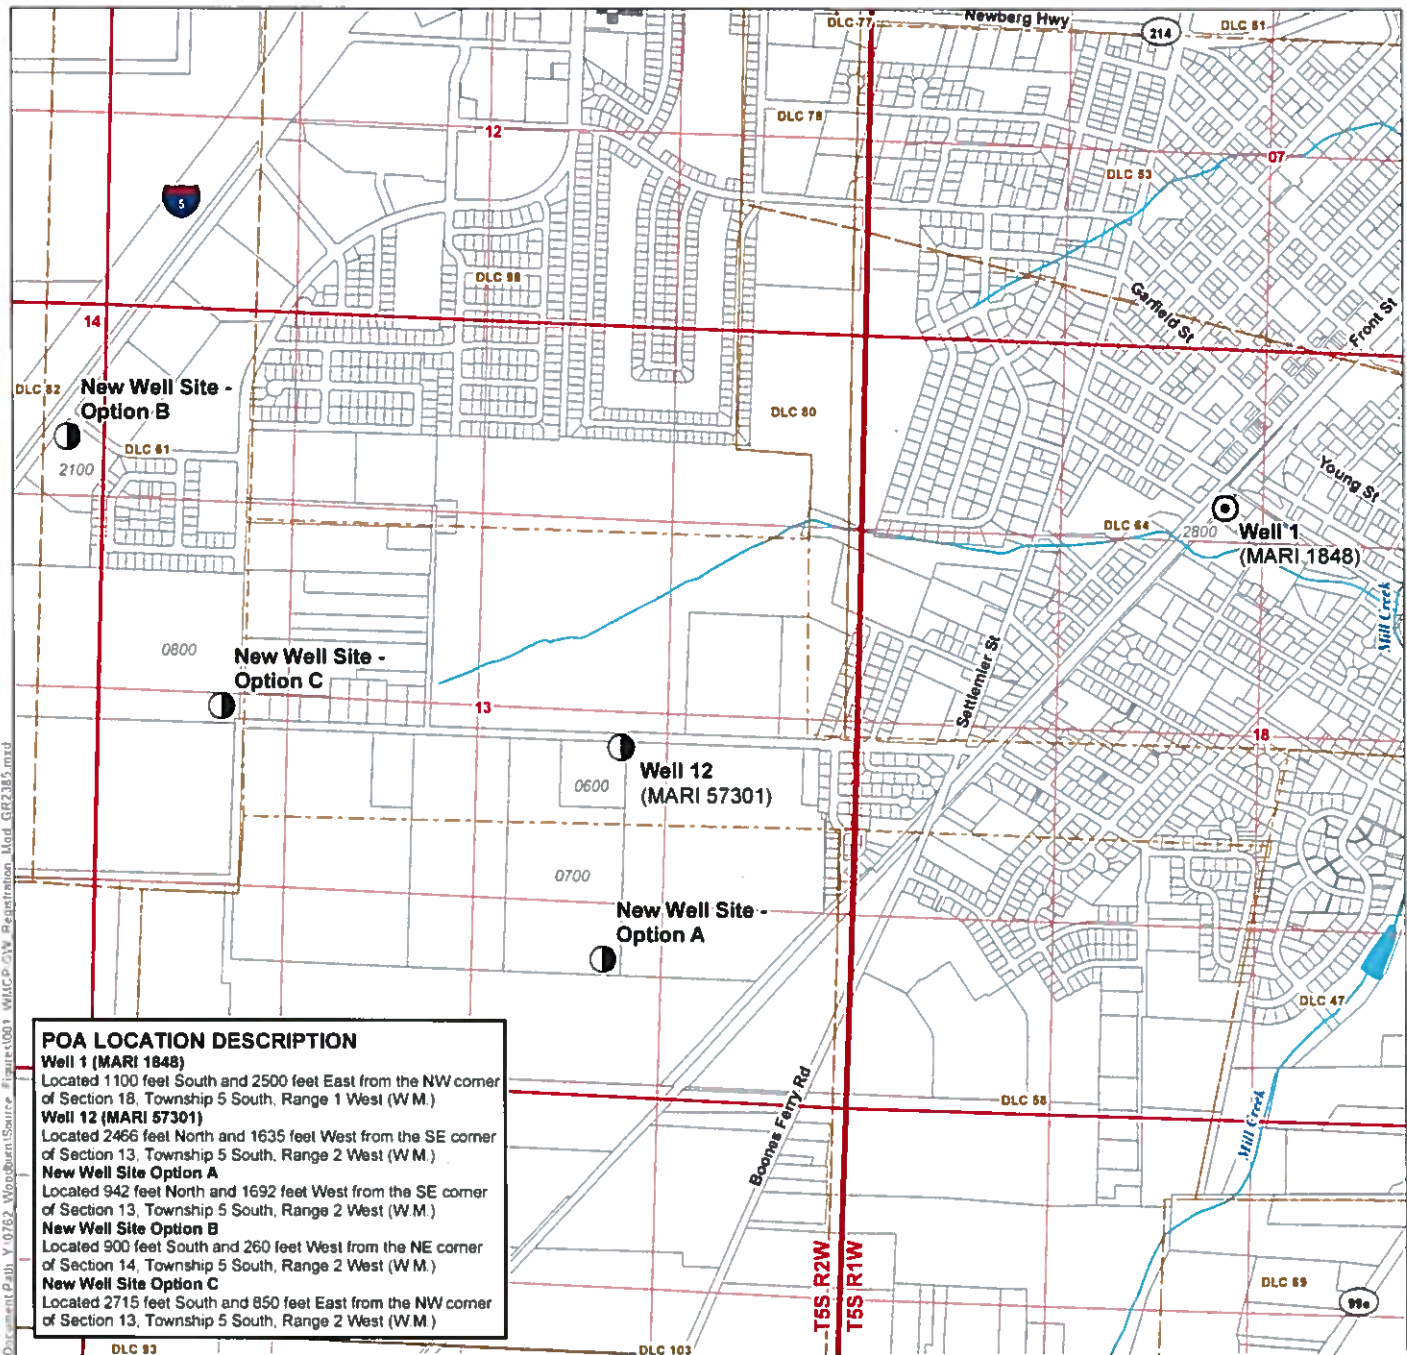 DLC 77
Newberg Hwy
214
DLC 51
12
DLC 78
07
DLC 53
5
DLC 98
Garfield St
Front St
14
DLC 52
New Well Site -
Option B
DLC 80
DLC 61
2100
Young St
DLC 64
2800
Well 1
(MARI 1848)
Mill Creek
0800
New Well Site -
Option C
Settlemier St
13
18
Well 12
(MARI 57301)
0600
0700
New Well Site -
Option A
DLC 47
POA LOCATION DESCRIPTION
Well 1 (MARI 1848)
Located 1100 feet South and 2500 feet East from the NW corner
of Section 18, Township 5 South, Range 1 West (W.M.)
Well 12 (MARI 57301)
Located 2466 feet North and 1635 feet West from the SE corner
of Section 13, Township 5 South, Range 2 West (W.M.)
New Well Site Option A
Located 942 feet North and 1692 feet West from the SE corner
of Section 13, Township 5 South, Range 2 West (W.M.)
New Well Site Option B
Located 900 feet South and 260 feet West from the NE corner
of Section 14, Township 5 South, Range 2 West (W.M.)
New Well Site Option C
Located 2715 feet South and 850 feet East from the NW corner
of Section 13, Township 5 South, Range 2 West (W.M.)
Boones Ferry Rd
DLC 58
Mill Creek
T5S R2W
T5S R1W
DLC 69
99e
DLC 93
DLC 103